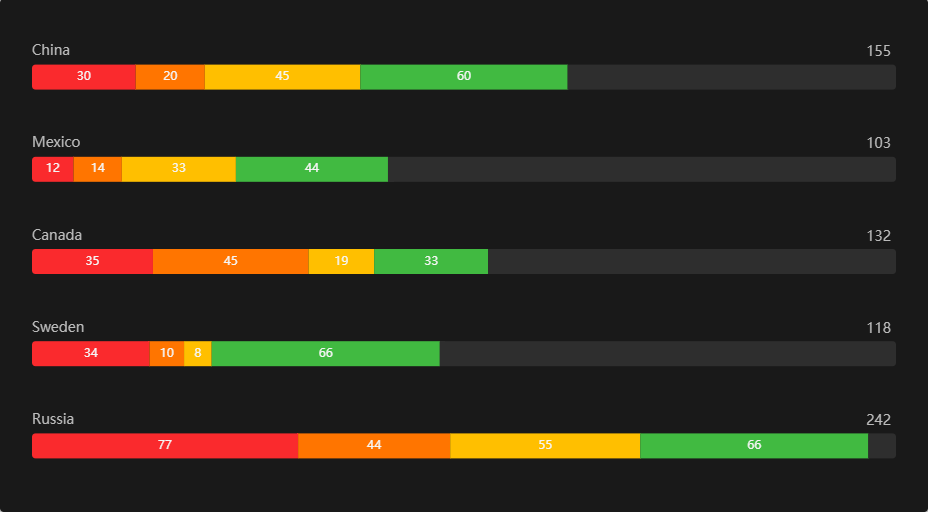 China 155
30 20 45 60
Mexico 103
12 14 33 44
Canada 132
35 45 19 33
Sweden 118
34 10 8 66
Russia 242
77 44 55 66